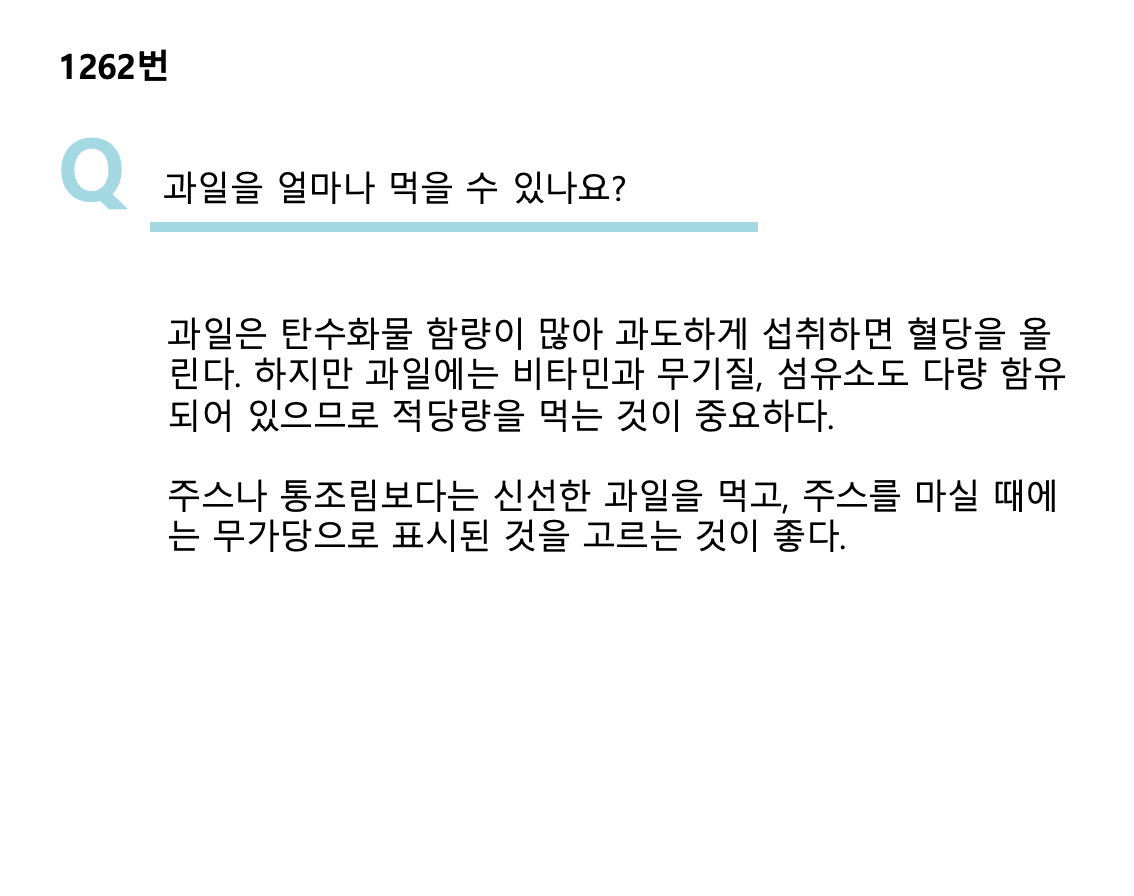 1262번
Q 과일을 얼마나 먹을 수 있나요?
과일은 탄수화물 함량이 많아 과도하게 섭취하면 혈당을 올
린다. 하지만 과일에는 비타민과 무기질, 섬유소도 다량 함유
되어 있으므로 적당량을 먹는 것이 중요하다.
주스나 통조림보다는 신선한 과일을 먹고, 주스를 마실 때에
는 무가당으로 표시된 것을 고르는 것이 좋다.